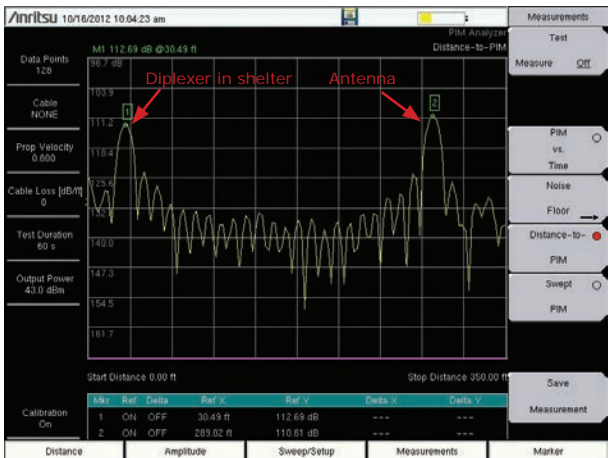 Anritsu 10/16/2012 10:04:23 am
Measurements
PIM Analyzer
M1 112.69 dB @30.49 ft
Distance-to-PIM
Test
Measure Off
Data Points
128
Cable
NONE
Prop Velocity
0.800
Cable Loss [dB/ft]
0
Test Duration
60 s
Output Power
43.0 dBm
Calibration
On
96.7 dB
103.9
111.2
118.4
125.6
140.0
147.3
154.5
161.7
Diplexer in shelter
Antenna
1
2
PIM
vs.
Time
Noise
Floor
Distance-to-
PIM
Swept
PIM
Save
Measurement
Start Distance 0.00 ft
Stop Distance 350.00 ft
Mkr Ref Delta Ref X Ref Y Delta X Delta Y
1 ON OFF 30.49 ft 112.69 dB --- ---
2 ON OFF 289.02 ft 110.61 dB --- ---
Distance
Amplitude
Sweep/Setup
Measurements
Marker